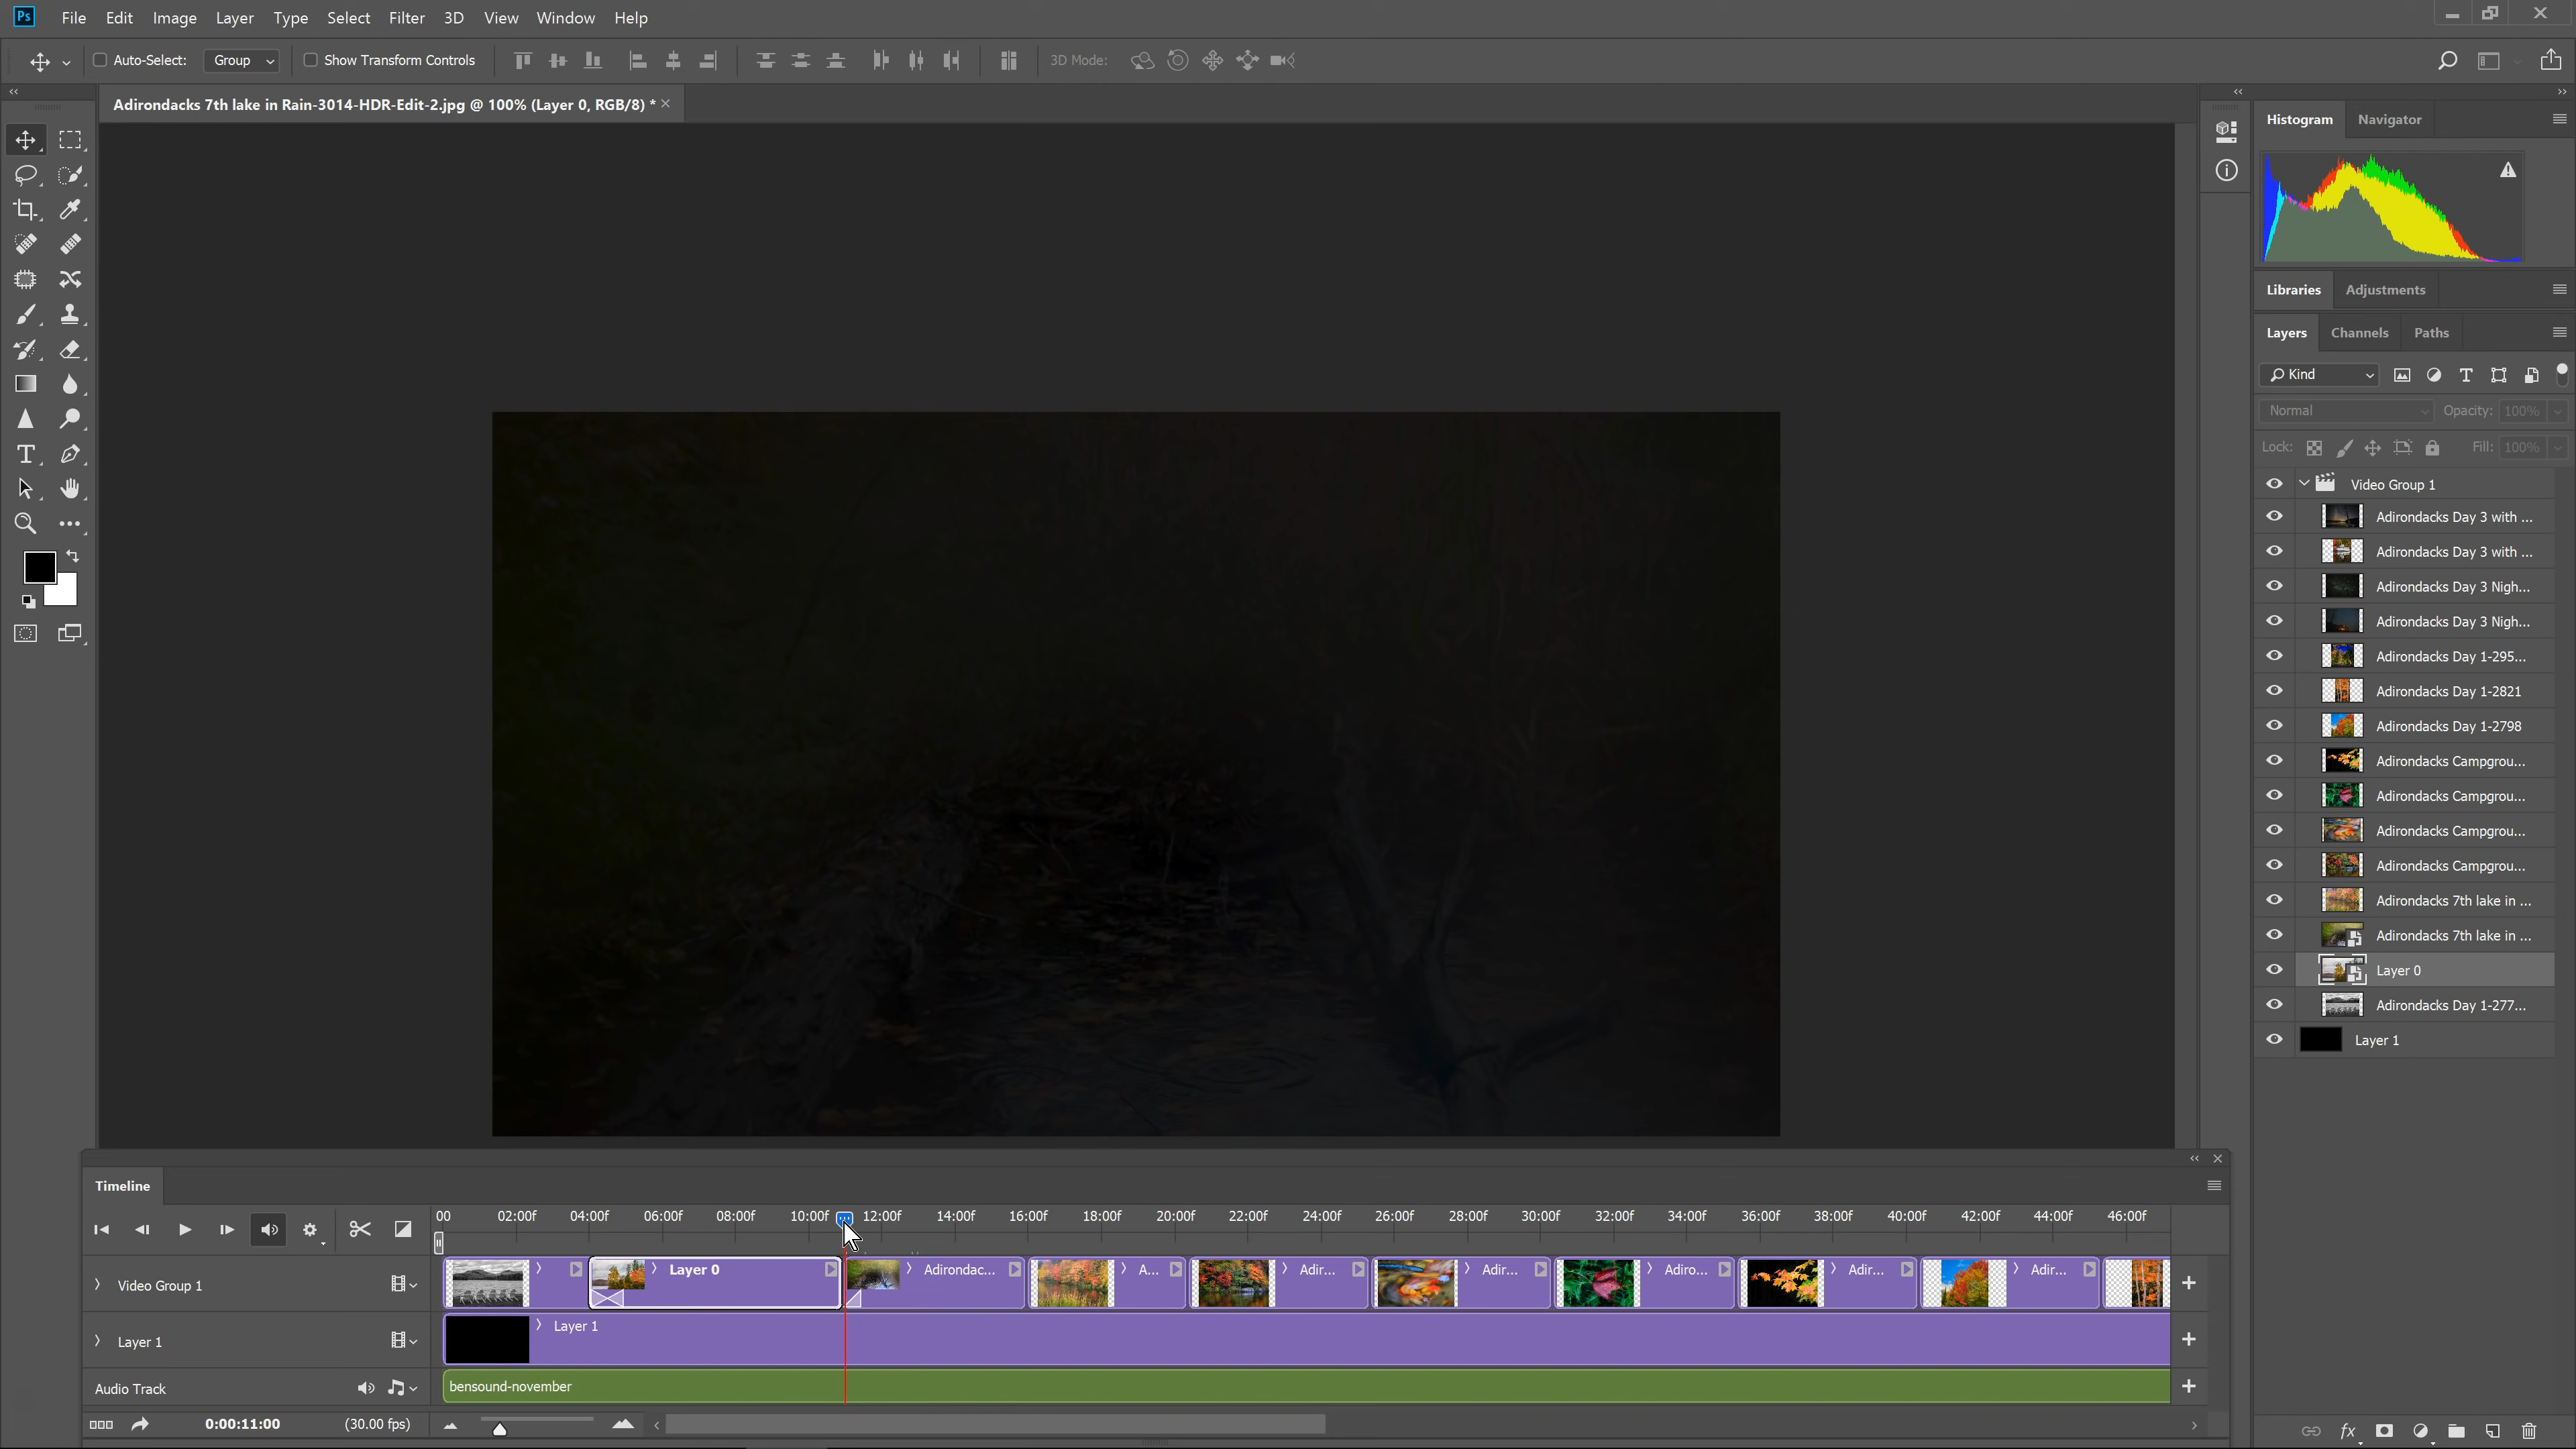 Ps File Edit Image Layer Type Select Filter 3D View Window Help
Auto-Select: Group Show Transform Controls 3D Mode:
Adirondacks 7th lake in Rain-3014-HDR-Edit-2.jpg @ 100% (Layer 0, RGB/8) *
Histogram Navigator
Libraries Adjustments
Layers Channels Paths
Kind
Normal Opacity: 100%
Lock: Fill: 100%
Video Group 1
Adirondacks Day 3 with ...
Adirondacks Day 3 with ...
Adirondacks Day 3 Nigh...
Adirondacks Day 3 Nigh...
Adirondacks Day 1-295...
Adirondacks Day 1-2821
Adirondacks Day 1-2798
Adirondacks Campgrou...
Adirondacks Campgrou...
Adirondacks Campgrou...
Adirondacks Campgrou...
Adirondacks 7th lake in ...
Adirondacks 7th lake in ...
Layer 0
Adirondacks Day 1-277...
Layer 1
Timeline
00 02:00f 04:00f 06:00f 08:00f 10:00f 12:00f 14:00f 16:00f 18:00f 20:00f 22:00f 24:00f 26:00f 28:00f 30:00f 32:00f 34:00f 36:00f 38:00f 40:00f 42:00f 44:00f 46:00f
Video Group 1 Layer 0 Adirondac... A... Adir... Adir... Adiro... Adir... Adir...
Layer 1 Layer 1
Audio Track bensound-november
0:00:11:00 (30.00 fps)
fx